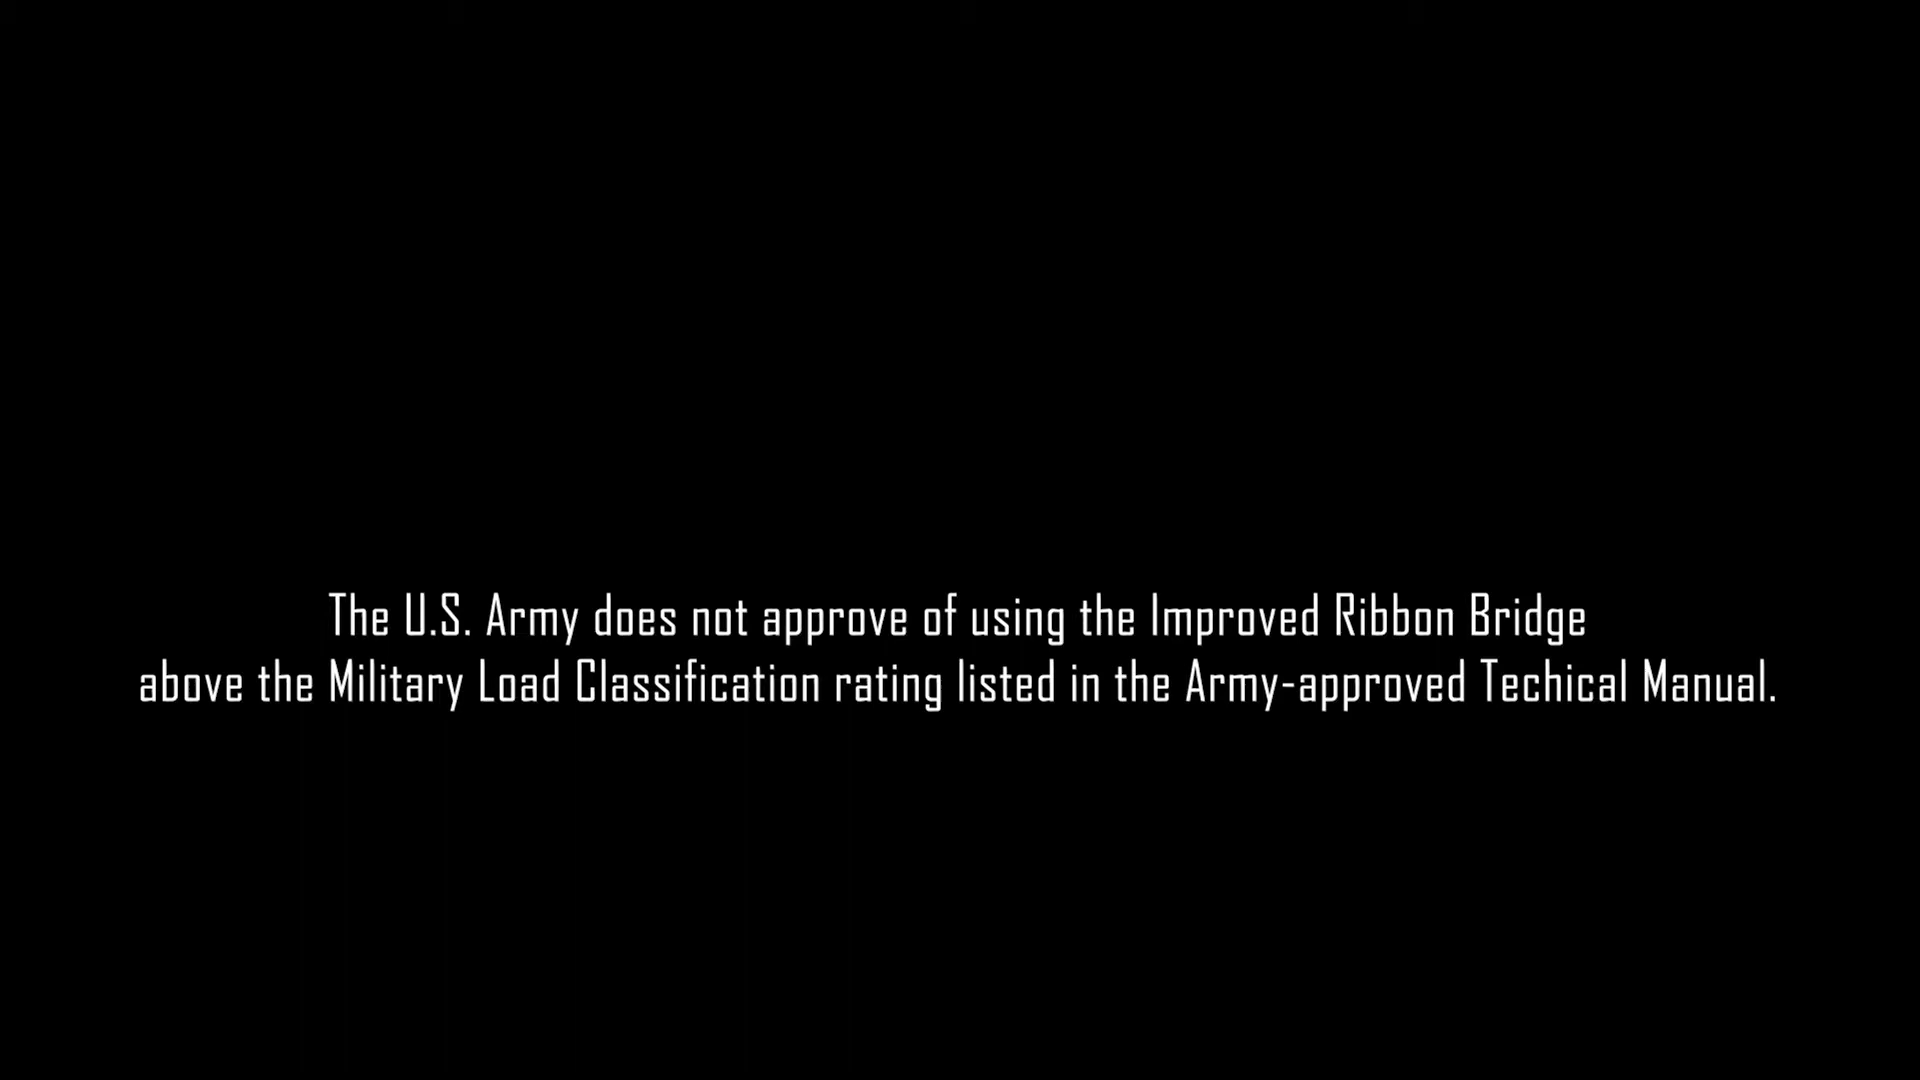 The U.S. Army does not approve of using the Improved Ribbon Bridge
above the Military Load Classification rating listed in the Army-approved Techical Manual.